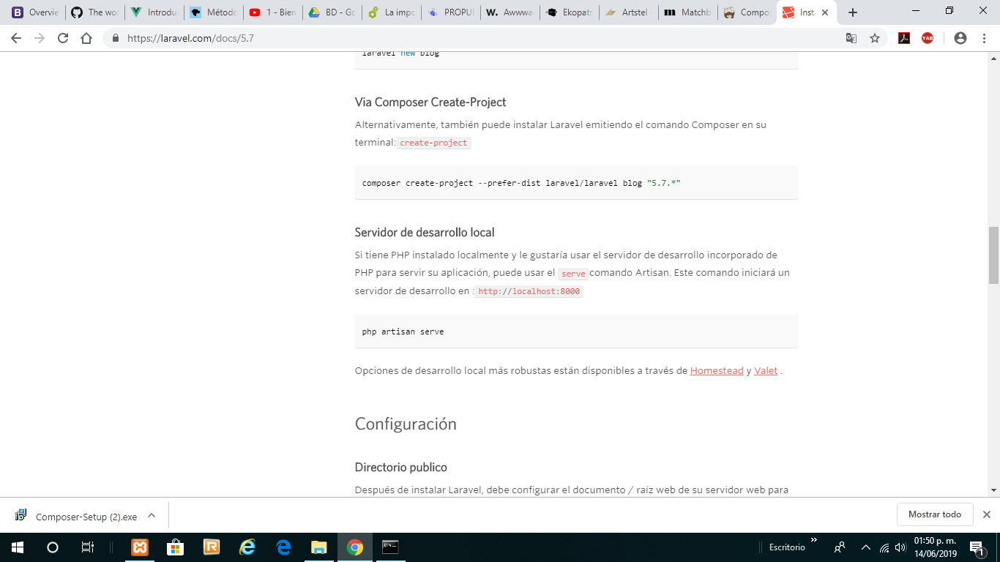 Overvie
The wor
Introdu
Método
1 - Bien
BD - Go
La impo
PROPUI
W. Awwwa
Ekopatr
Artstel -
m Matchb
Compo
Inst
https://laravel.com/docs/5.7
YAB
laravel new blog
Via Composer Create-Project
Alternativamente, también puede instalar Laravel emitiendo el comando Composer en su
terminal: create-project
composer create-project --prefer-dist laravel/laravel blog "5.7.*"
Servidor de desarrollo local
Si tiene PHP instalado localmente y le gustaría usar el servidor de desarrollo incorporado de
PHP para servir su aplicación, puede usar el serve comando Artisan. Este comando iniciará un
servidor de desarrollo en : http://localhost:8000
php artisan serve
Opciones de desarrollo local más robustas están disponibles a través de Homestead y Valet .
Configuración
Directorio publico
Después de instalar Laravel, debe configurar el documento / raíz web de su servidor web para
Composer-Setup (2).exe
Mostrar todo
Escritorio
01:50 p. m.
14/06/2019
1